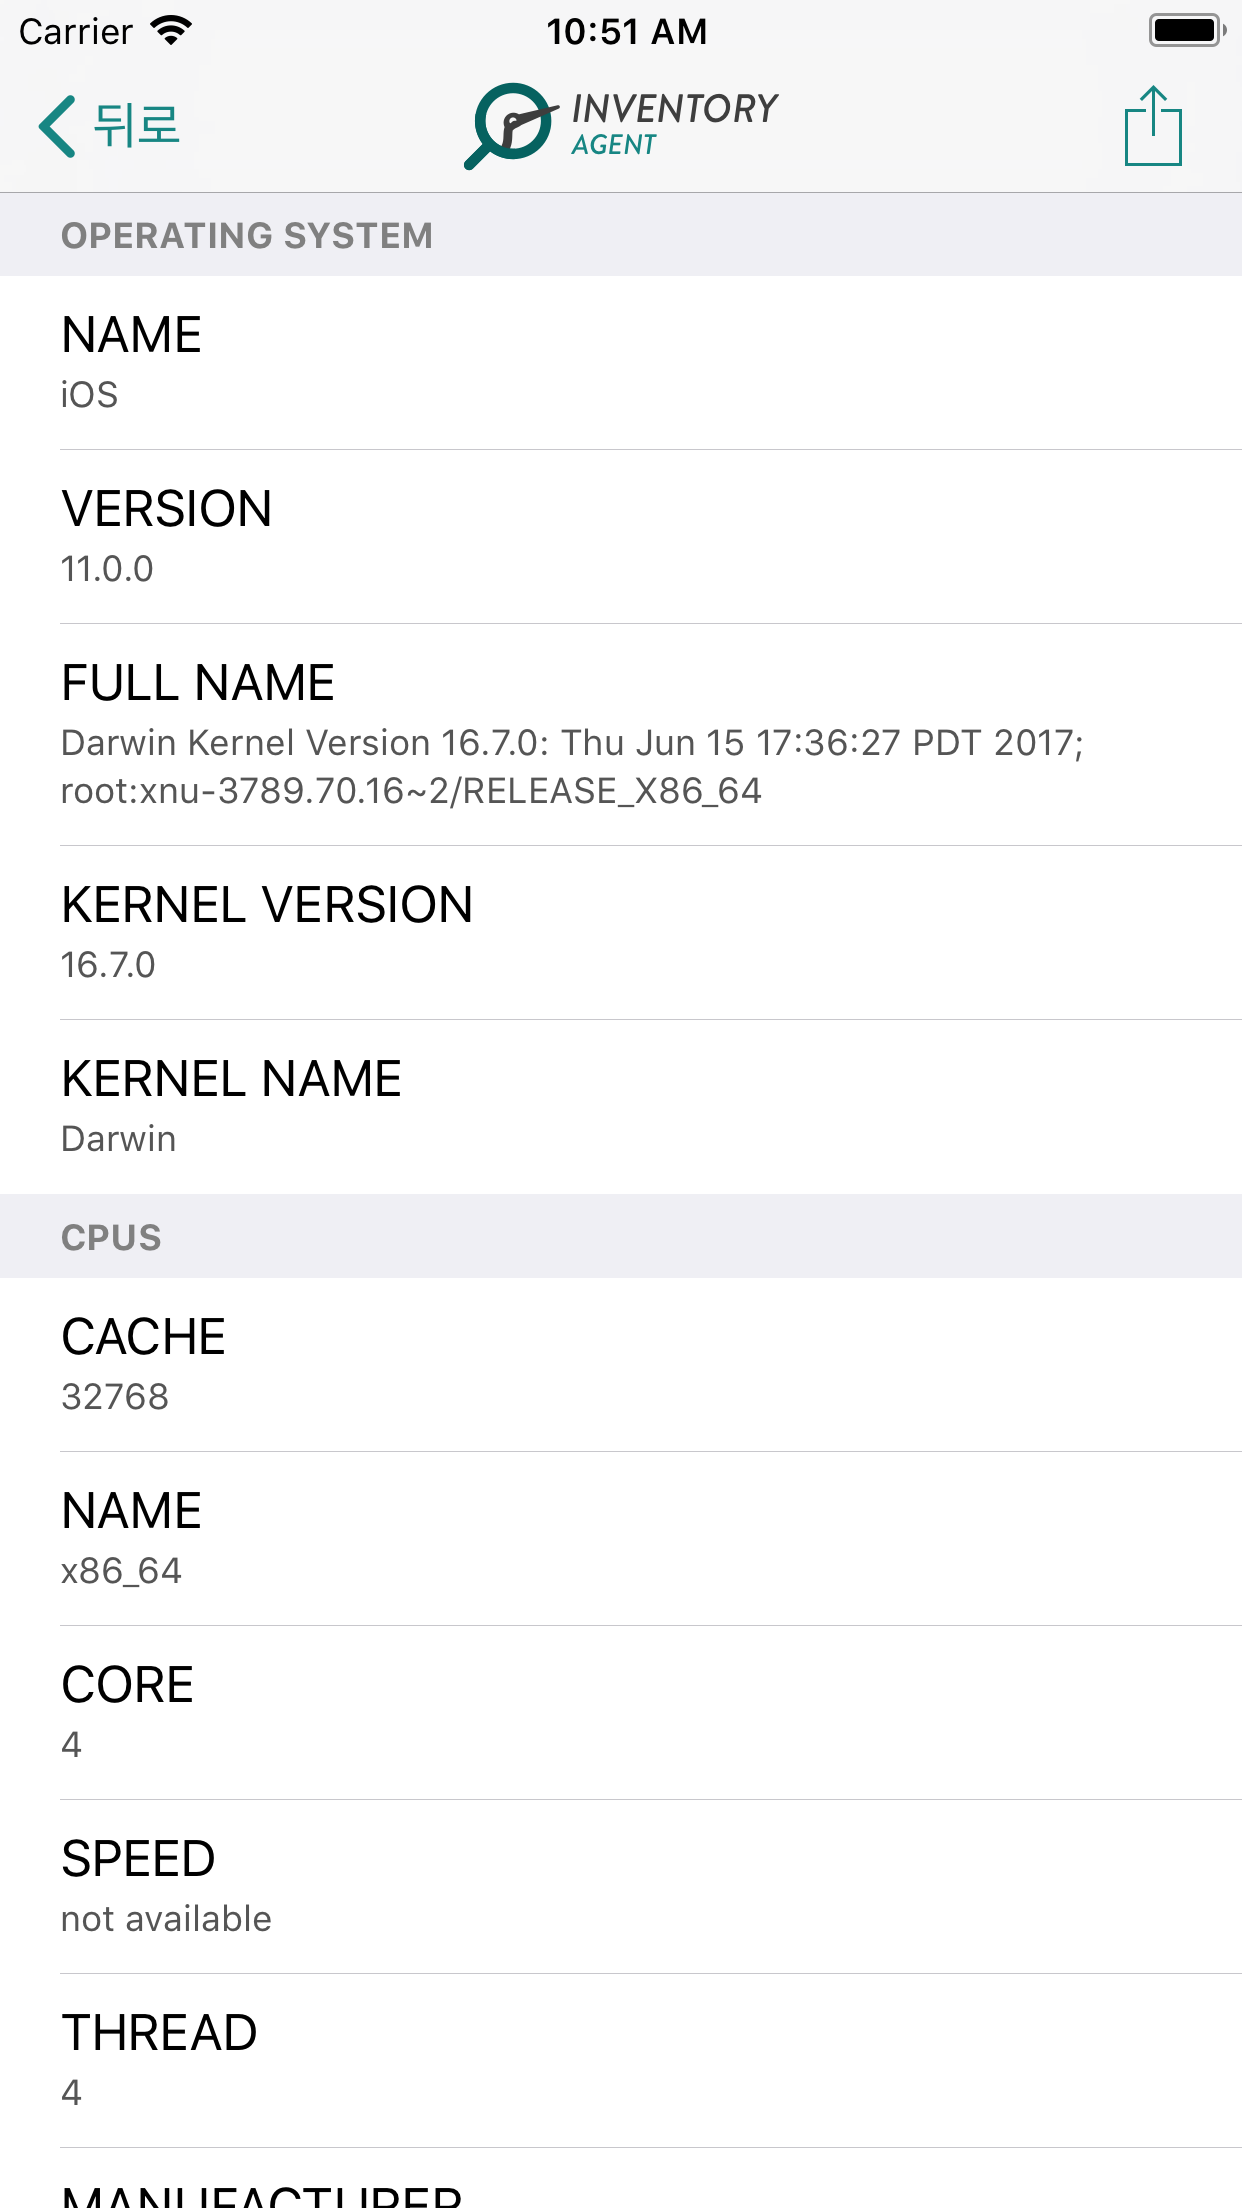 Carrier 10:51 AM
뒤로
INVENTORY
AGENT
OPERATING SYSTEM
NAME
iOS
VERSION
11.0.0
FULL NAME
Darwin Kernel Version 16.7.0: Thu Jun 15 17:36:27 PDT 2017;
root:xnu-3789.70.16~2/RELEASE_X86_64
KERNEL VERSION
16.7.0
KERNEL NAME
Darwin
CPUS
CACHE
32768
NAME
x86_64
CORE
4
SPEED
not available
THREAD
4
MANUFACTURER